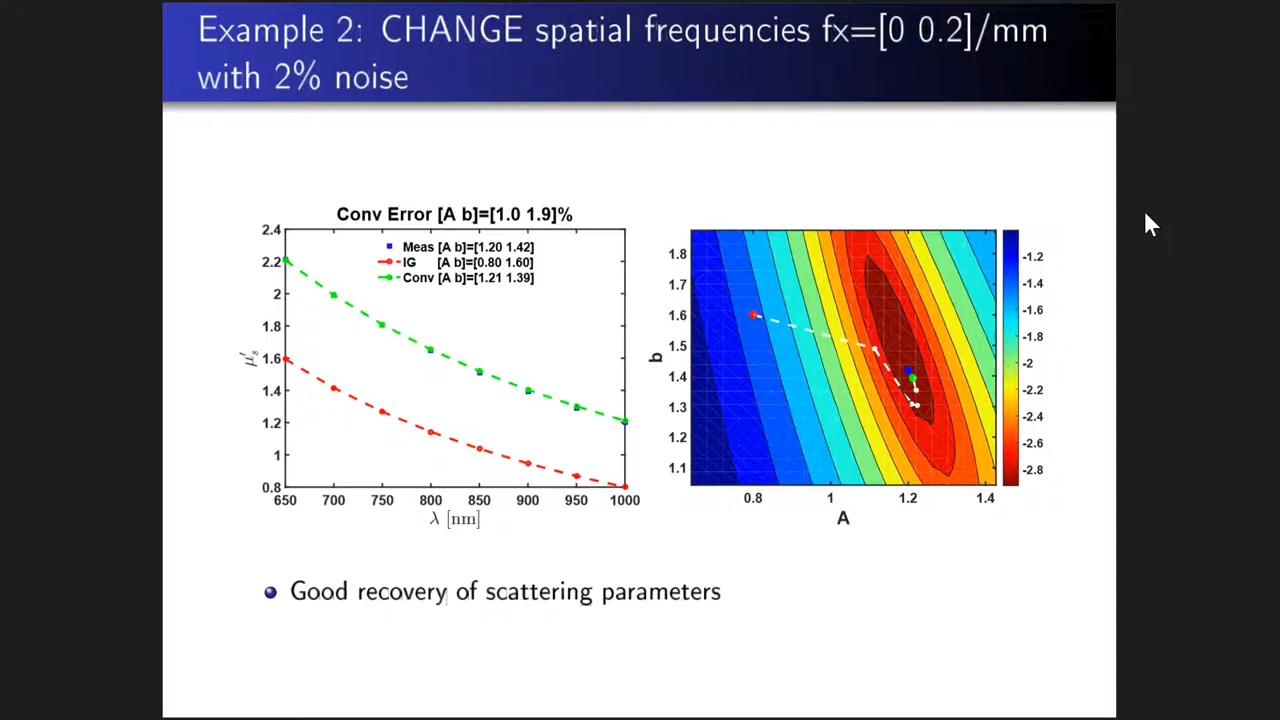 Example 2: CHANGE spatial frequencies fx=[0 0.2]/mm
with 2% noise
Conv Error [A b]=[1.0 1.9]%
Meas [A b]=[1.20 1.42]
IG [A b]=[0.80 1.60]
Conv [A b]=[1.21 1.39]
2.4
2.2
2
1.8
1.6
1.4
1.2
1
0.8
μ's
650 700 750 800 850 900 950 1000
λ [nm]
1.8
1.7
1.6
1.5
1.4
1.3
1.2
1.1
b
0.8 1 1.2 1.4
A
-1.2
-1.4
-1.6
-1.8
-2
-2.2
-2.4
-2.6
-2.8
Good recovery of scattering parameters